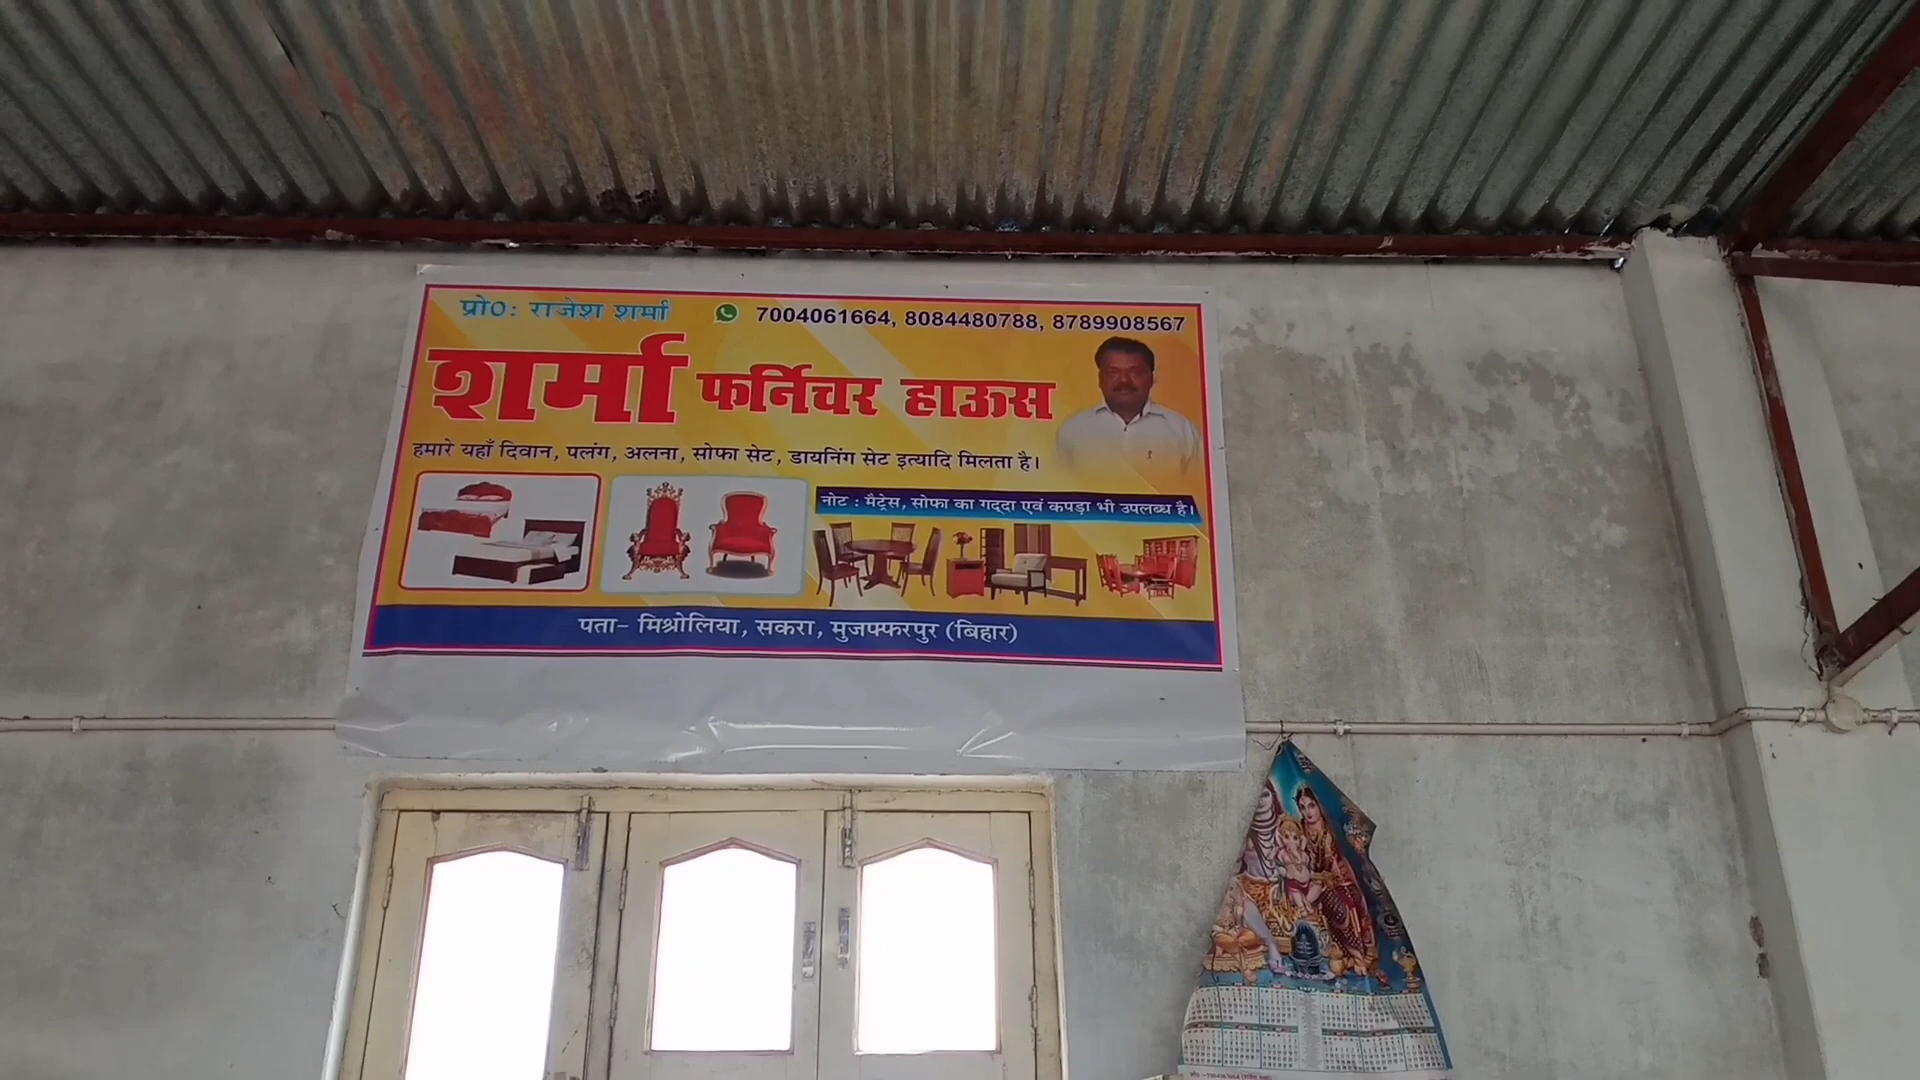 प्रो0: राजेश शर्मा 7004061664, 8084480788, 8789908567
शर्मा फर्निचर हाऊस
हमारे यहाँ दिवान, पलंग, अलना, सोफा सेट, डायनिंग सेट इत्यादि मिलता है।
नोट : मैट्रेस, सोफा का गद्दा एवं कपड़ा भी उपलब्ध है।
पता- मिश्रोलिया, सकरा, मुजफ्फरपुर (बिहार)